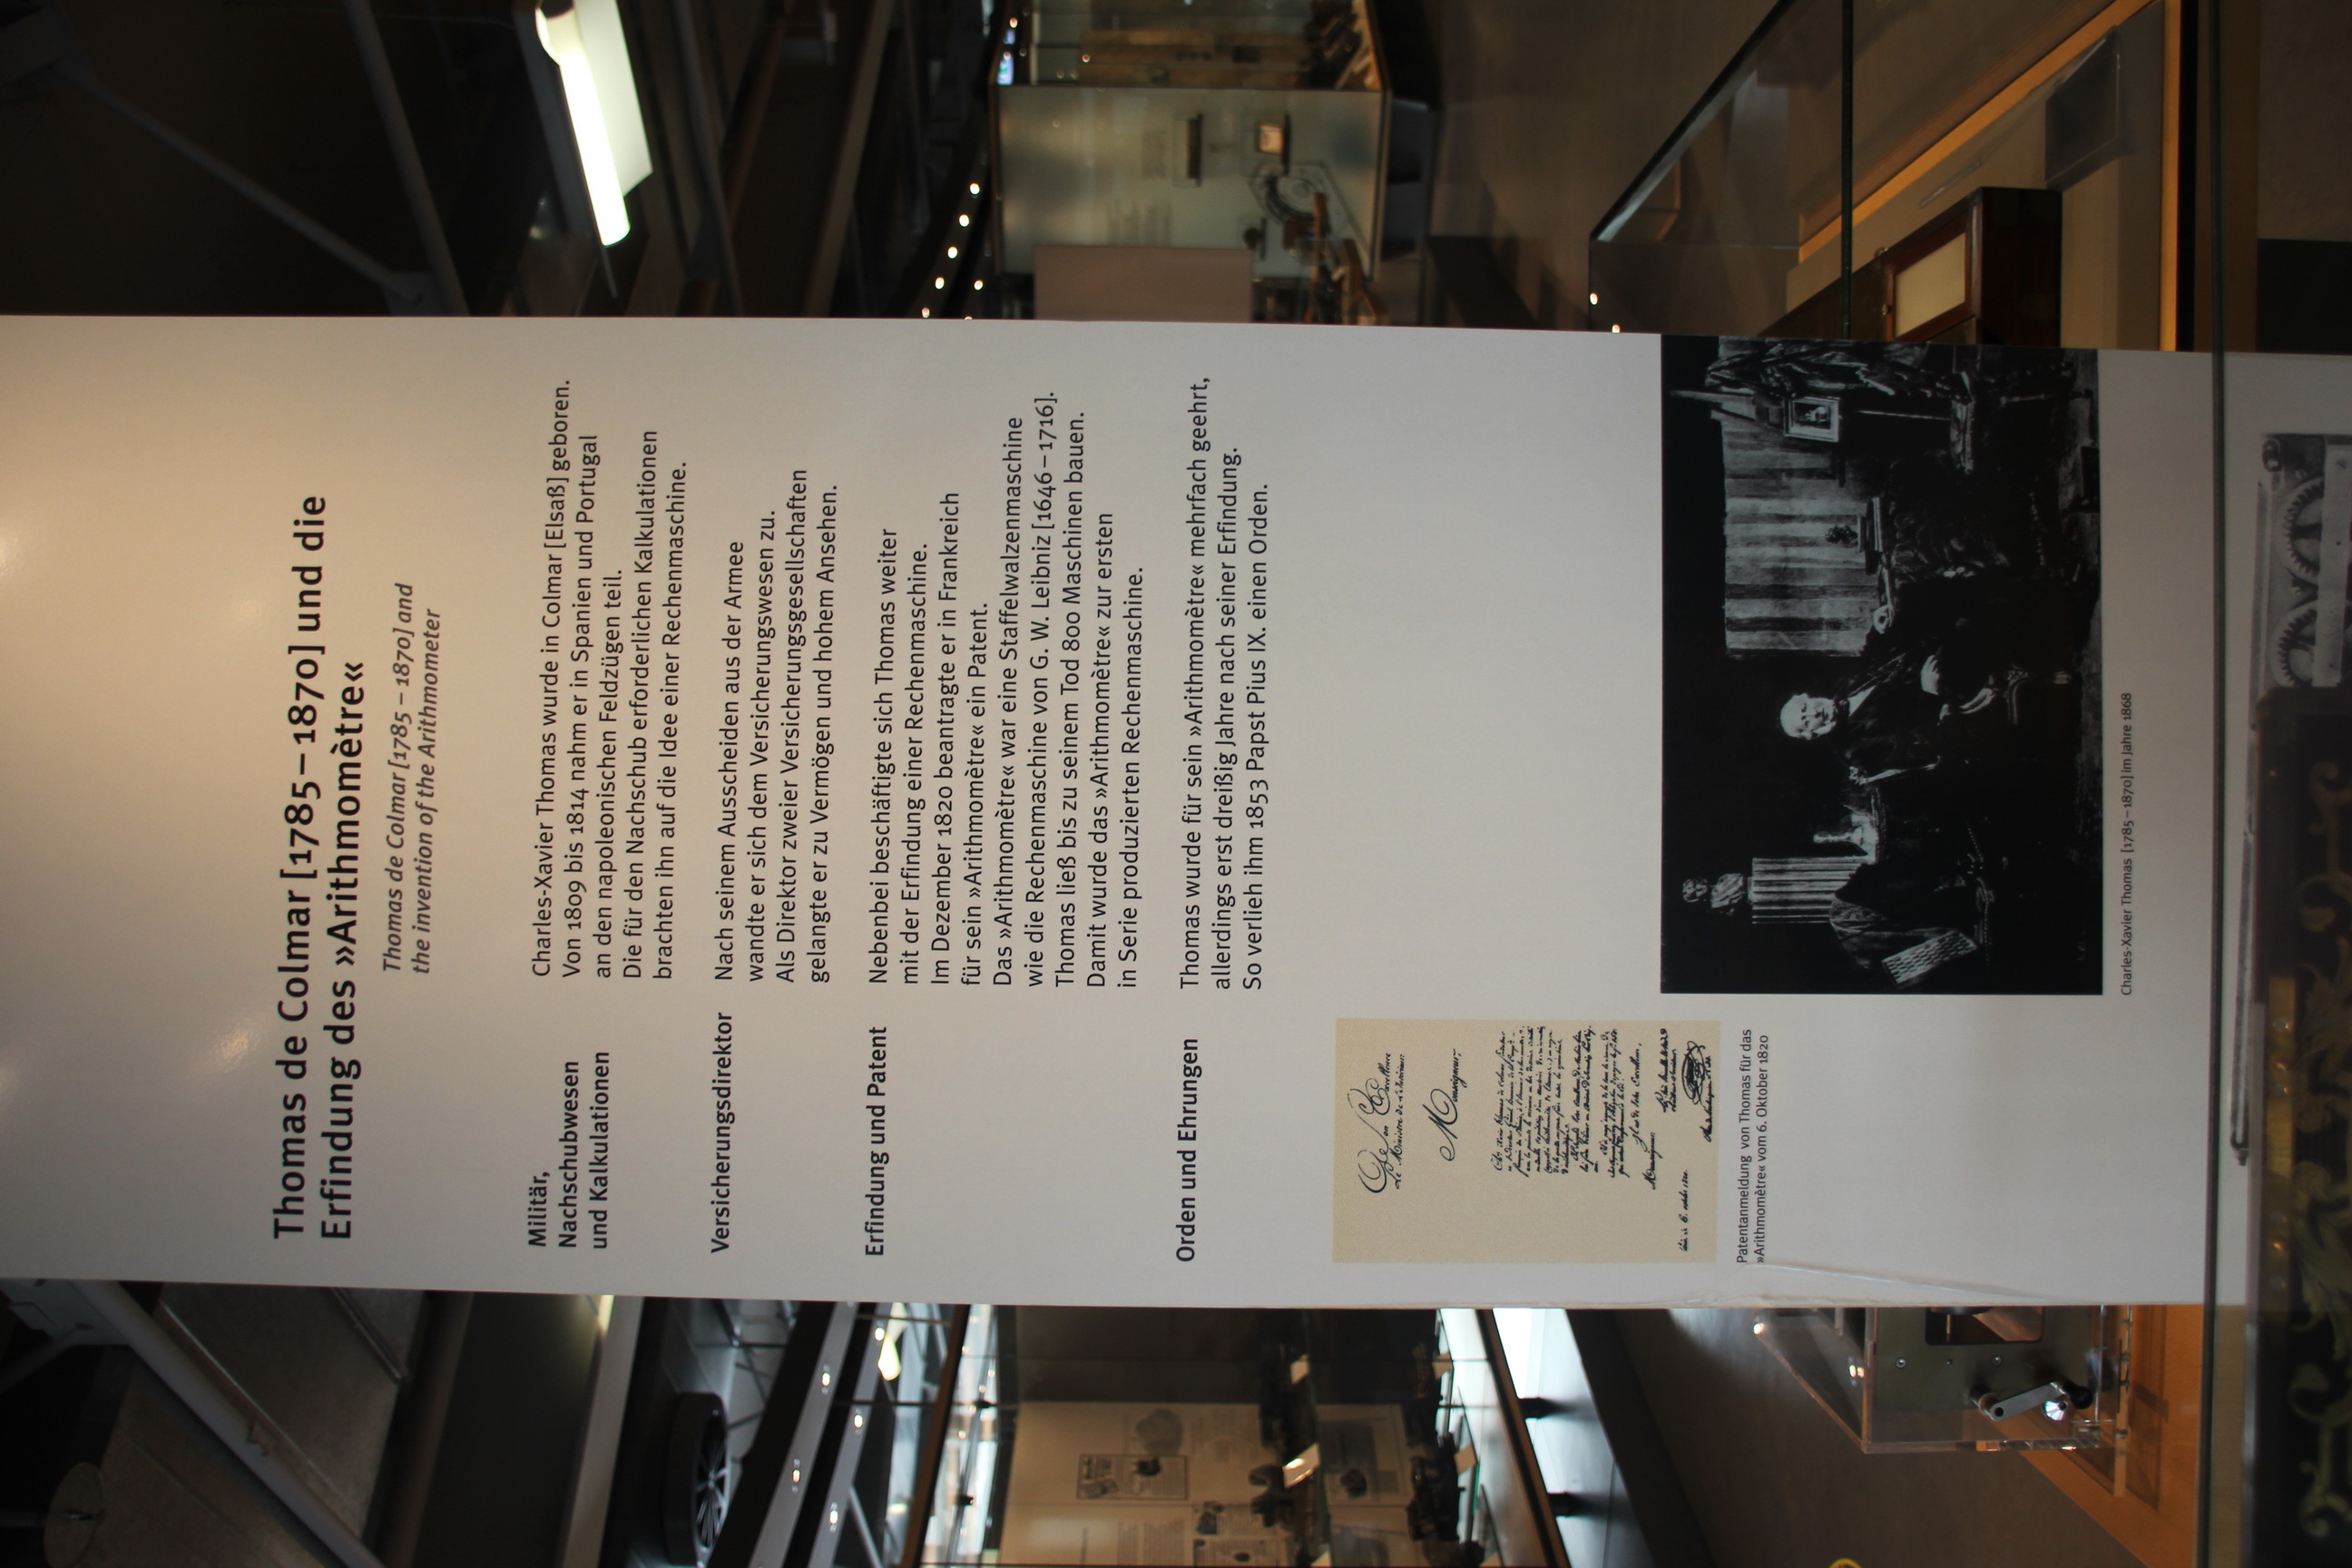 Thomas de Colmar [1785–1870] und die
Erfindung des »Arithmomètre«
Thomas de Colmar [1785 – 1870] and
the invention of the Arithmometer
Militär,
Nachschubwesen
und Kalkulationen
Charles-Xavier Thomas wurde in Colmar [Elsaß] geboren.
Von 1809 bis 1814 nahm er in Spanien und Portugal
an den napoleonischen Feldzügen teil.
Die für den Nachschub erforderlichen Kalkulationen
brachten ihn auf die Idee einer Rechenmaschine.
Versicherungsdirektor
Nach seinem Ausscheiden aus der Armee
wandte er sich dem Versicherungswesen zu.
Als Direktor zweier Versicherungsgesellschaften
gelangte er zu Vermögen und hohem Ansehen.
Erfindung und Patent
Nebenbei beschäftigte sich Thomas weiter
mit der Erfindung einer Rechenmaschine.
Im Dezember 1820 beantragte er in Frankreich
für sein »Arithmomètre« ein Patent.
Das »Arithmomètre« war eine Staffelwalzenmaschine
wie die Rechenmaschine von G. W. Leibniz [1646 – 1716].
Thomas ließ bis zu seinem Tod 800 Maschinen bauen.
Damit wurde das »Arithmomètre« zur ersten
in Serie produzierten Rechenmaschine.
Orden und Ehrungen
Thomas wurde für sein »Arithmomètre« mehrfach geehrt,
allerdings erst dreißig Jahre nach seiner Erfindung.
So verlieh ihm 1853 Papst Pius IX. einen Orden.
Monseigneur,
Patentanmeldung von Thomas für das
»Arithmomètre« vom 6. Oktober 1820
Charles-Xavier Thomas [1785 – 1870] im Jahre 1868